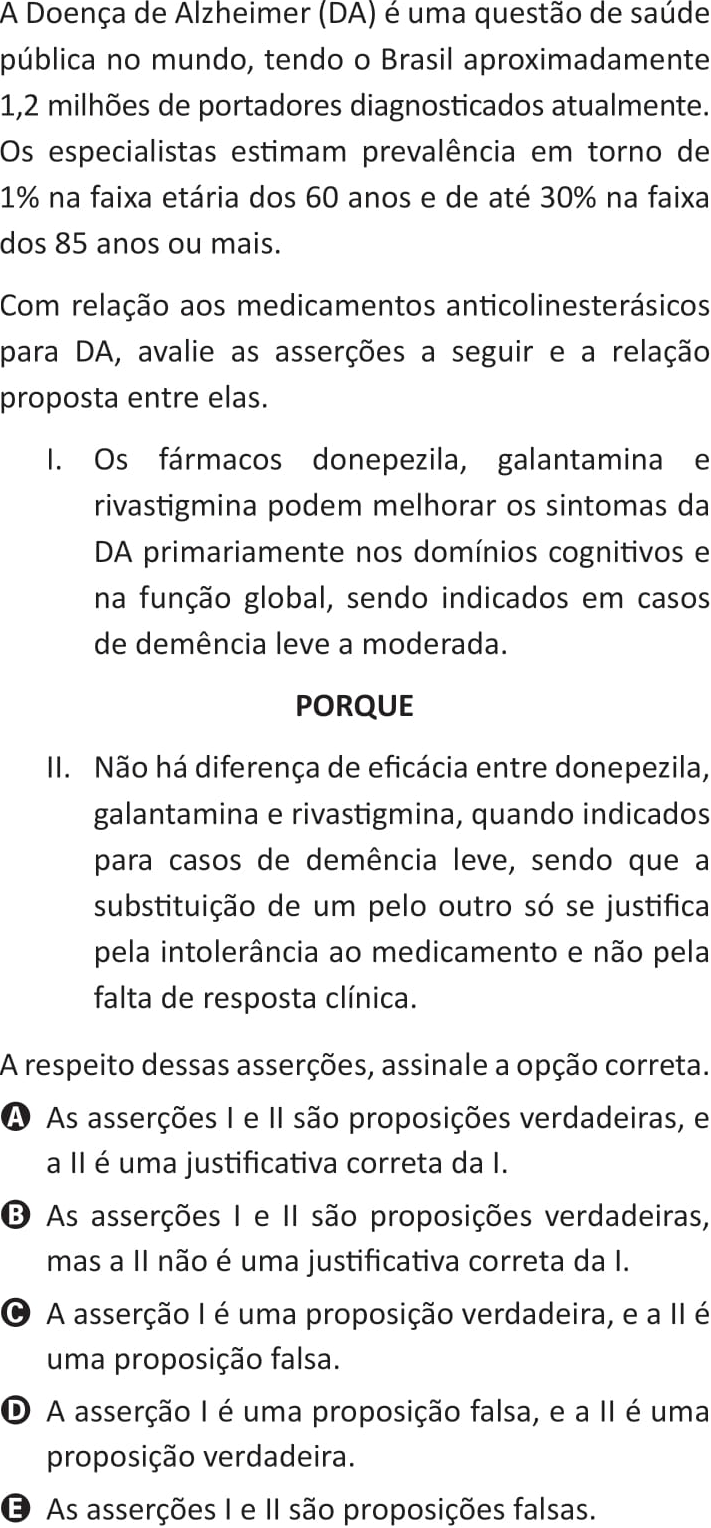 A Doença de Alzheimer (DA) é uma questão de saúde
pública no mundo, tendo o Brasil aproximadamente
1,2 milhões de portadores diagnosticados atualmente.
Os especialistas estimam prevalência em torno de
1% na faixa etária dos 60 anos e de até 30% na faixa
dos 85 anos ou mais.
Com relação aos medicamentos anticolinesterásicos
para DA, avalie as asserções a seguir e a relação
proposta entre elas.
I. Os fármacos donepezila, galantamina e
rivastigmina podem melhorar os sintomas da
DA primariamente nos domínios cognitivos e
na função global, sendo indicados em casos
de demência leve a moderada.
PORQUE
II. Não há diferença de eficácia entre donepezila,
galantamina e rivastigmina, quando indicados
para casos de demência leve, sendo que a
substituição de um pelo outro só se justifica
pela intolerância ao medicamento e não pela
falta de resposta clínica.
A respeito dessas asserções, assinale a opção correta.
A As asserções I e II são proposições verdadeiras, e
a II é uma justificativa correta da I.
B As asserções I e II são proposições verdadeiras,
mas a II não é uma justificativa correta da I.
C A asserção I é uma proposição verdadeira, e a II é
uma proposição falsa.
D A asserção I é uma proposição falsa, e a II é uma
proposição verdadeira.
E As asserções I e II são proposições falsas.